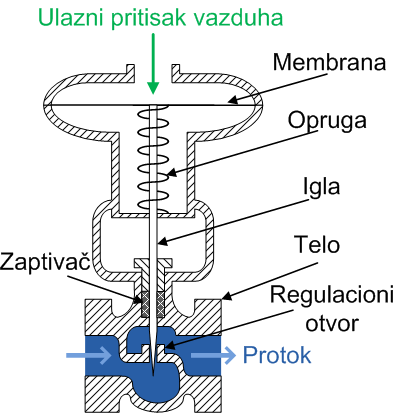 Ulazni pritisak vazduha
Membrana
Opruga
Igla
Telo
Zaptivač
Regulacioni
otvor
Protok